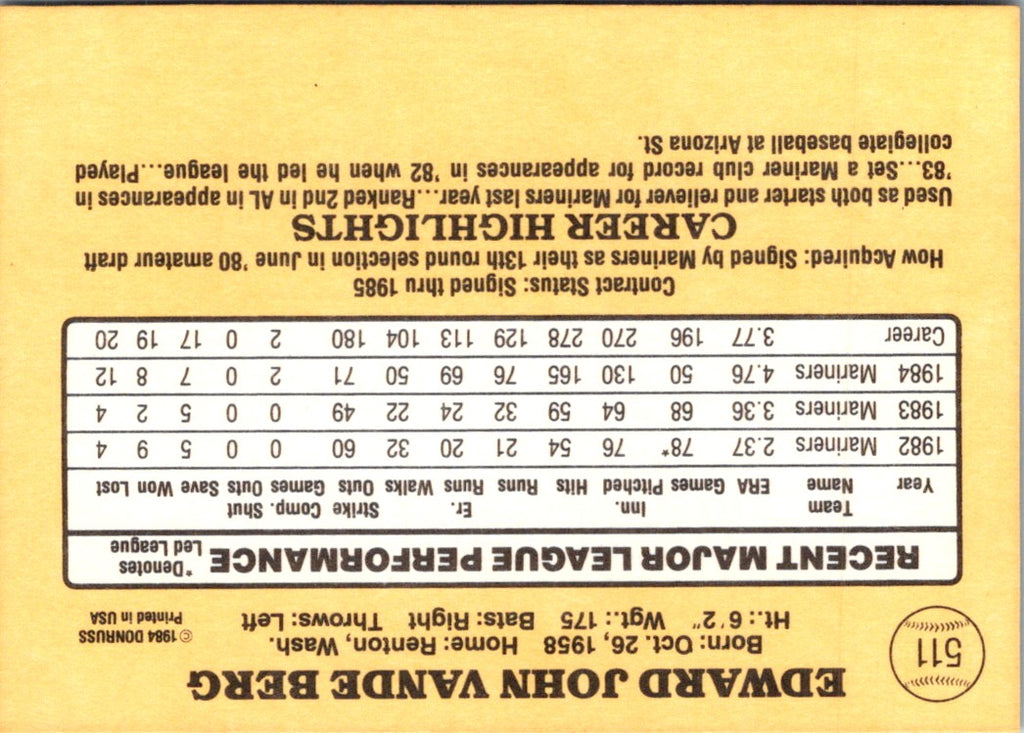 511
EDWARD JOHN VANDE BERG
Born: Oct. 26, 1958 Home: Renton, Wash.
Ht.: 6'2" Wgt.: 175 Bats: Right Throws: Left
© 1984 DONRUSS
Printed in USA
RECENT MAJOR LEAGUE PERFORMANCE
*Denotes
Led League
Year Team Name ERA Games Inn. Pitched Hits Runs Er. Runs Walks Strike Outs Comp. Games Shut Outs Save Won Lost
1982 Mariners 2.37 78* 76 54 21 20 32 60 0 0 5 9 4
1983 Mariners 3.36 68 64 59 32 24 22 49 0 0 5 2 4
1984 Mariners 4.76 50 130 165 76 69 50 71 2 0 7 8 12
Career 3.77 196 270 278 129 113 104 180 2 0 17 19 20
Contract Status: Signed thru 1985
How Acquired: Signed by Mariners as their 13th round selection in June '80 amateur draft
CAREER HIGHLIGHTS
Used as both starter and reliever for Mariners last year...Ranked 2nd in AL in appearances in
'83...Set a Mariner club record for appearances in '82 when he led the league...Played
collegiate baseball at Arizona St.